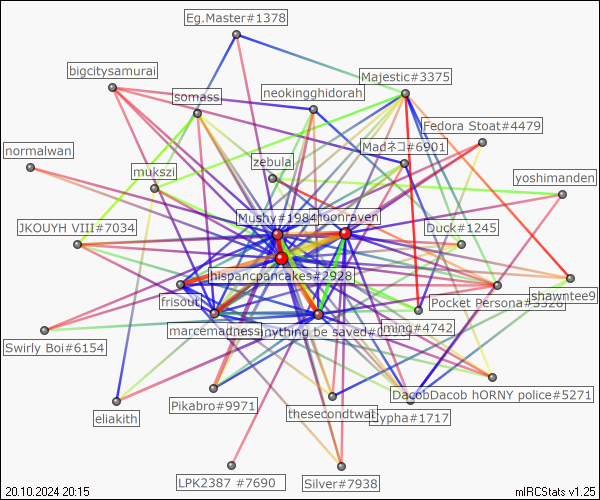 Eg.Master#1378
bigcitysamurai
Majestic#3375
somass
neokingghidorah
Fedora Stoat#4479
Madネコ#6901
normalwan
zebula
mukszi
yoshimanden
Mushy#1984
hoonraven
JKOUYH VIII#7034
Duck#1245
hispancpancakes#2928
frisout
Pocket Persona#3528
shawntee9
marcemadness
nything be saved#0
ming#4742
Swirly Boi#6154
DacobDacob hORNY police#5271
Pikabro#9971
thesecondtwat
eliakith
ypha#1717
LPK2387 #7690
Silver#7938
20.10.2024 20:15
mIRCStats v1.25